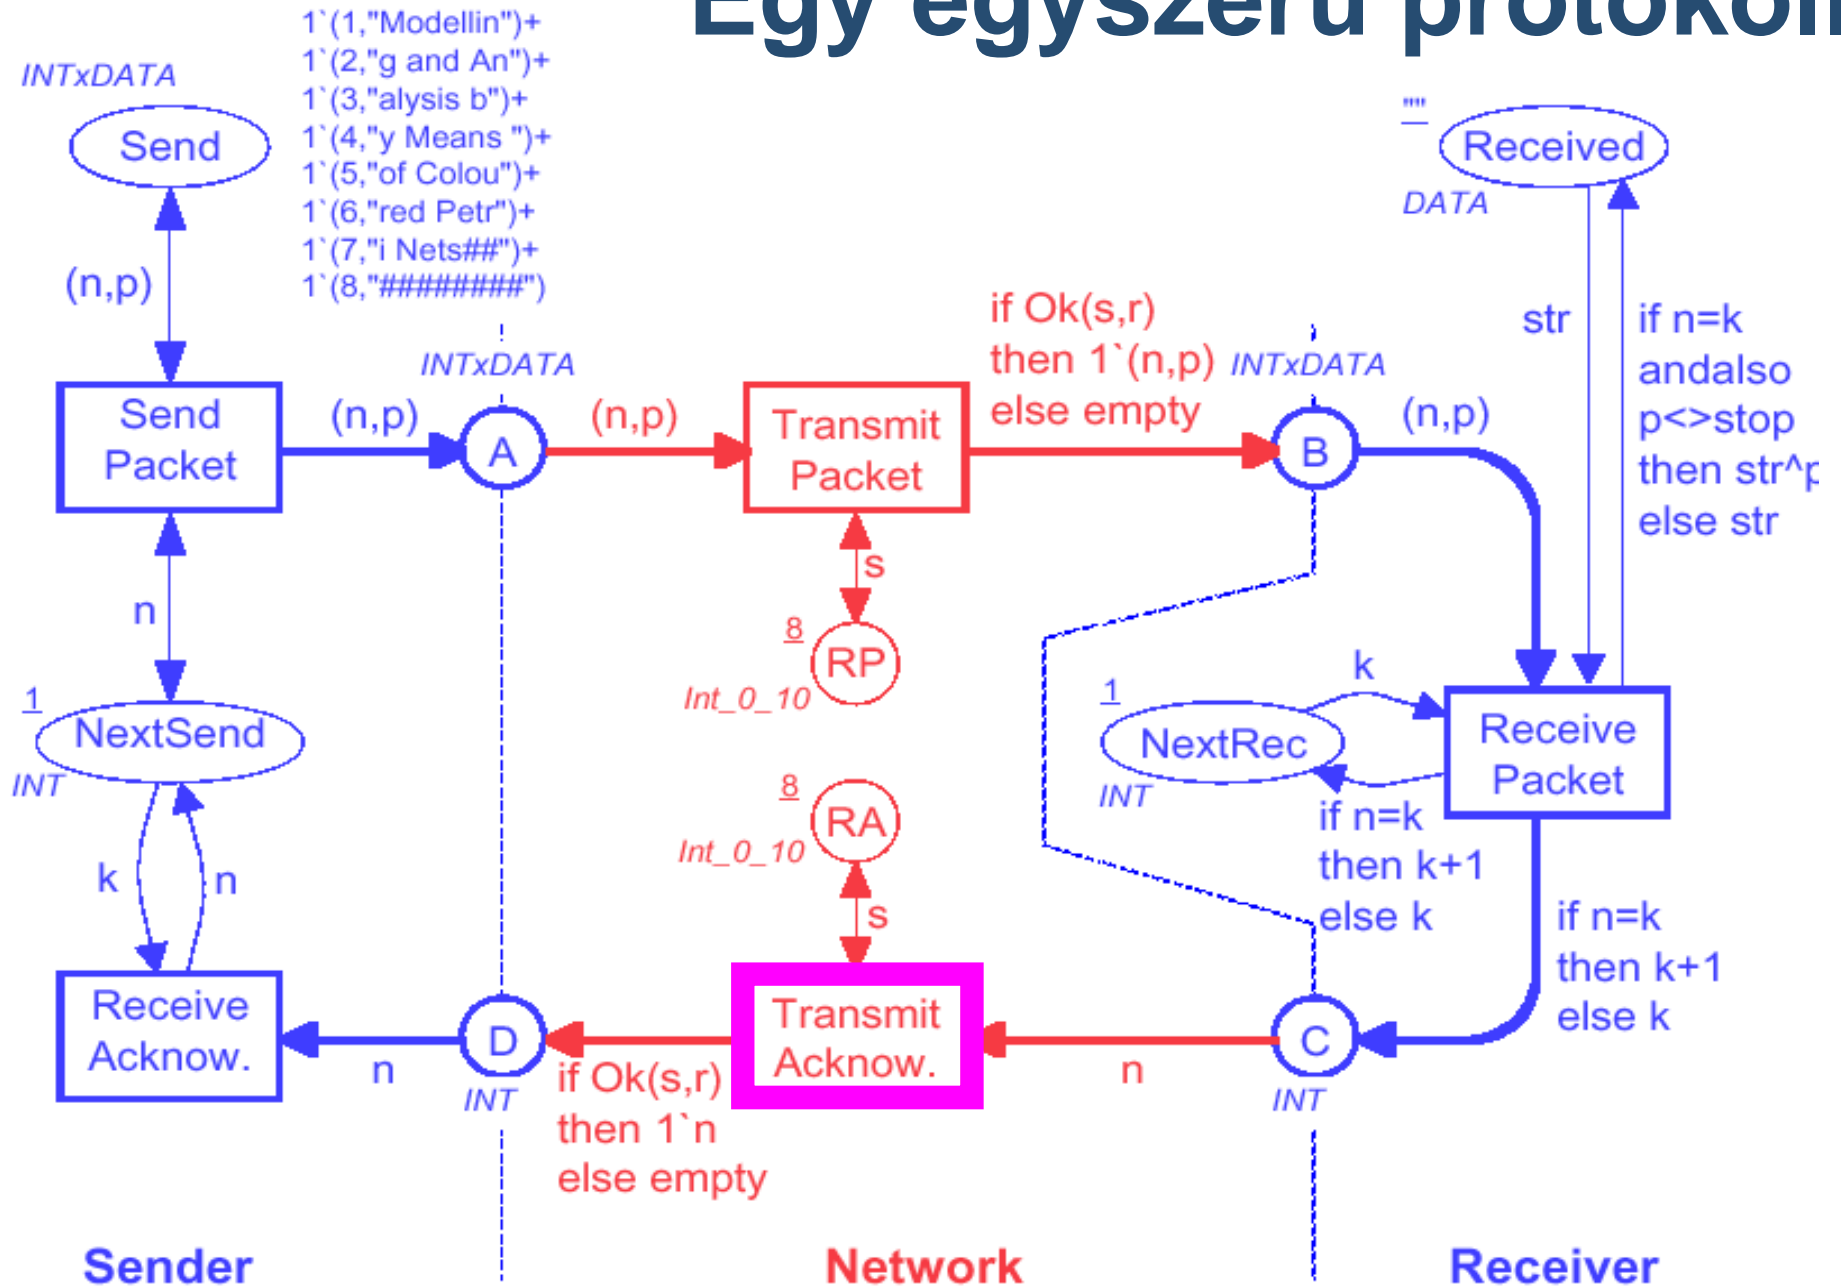 Egy egyszerű protokoll
1`(1,"Modellin")+
1`(2,"g and An")+
1`(3,"alysis b")+
1`(4,"y Means ")+
1`(5,"of Colou")+
1`(6,"red Petr")+
1`(7,"i Nets##")+
1`(8,"########")
INTxDATA
Send
(n,p)
Send
Packet
(n,p)
INTxDATA
A
(n,p)
Transmit
Packet
if Ok(s,r)
then 1`(n,p)
else empty
INTxDATA
B
(n,p)
""
Received
DATA
str
if n=k
andalso
p<>stop
then str^p
else str
n
s
8
RP
Int_0_10
1
NextSend
INT
8
RA
Int_0_10
s
k
1
NextRec
INT
if n=k
then k+1
else k
Receive
Packet
k
n
if n=k
then k+1
else k
Receive
Acknow.
n
D
INT
if Ok(s,r)
then 1`n
else empty
Transmit
Acknow.
n
C
INT
Sender
Network
Receiver